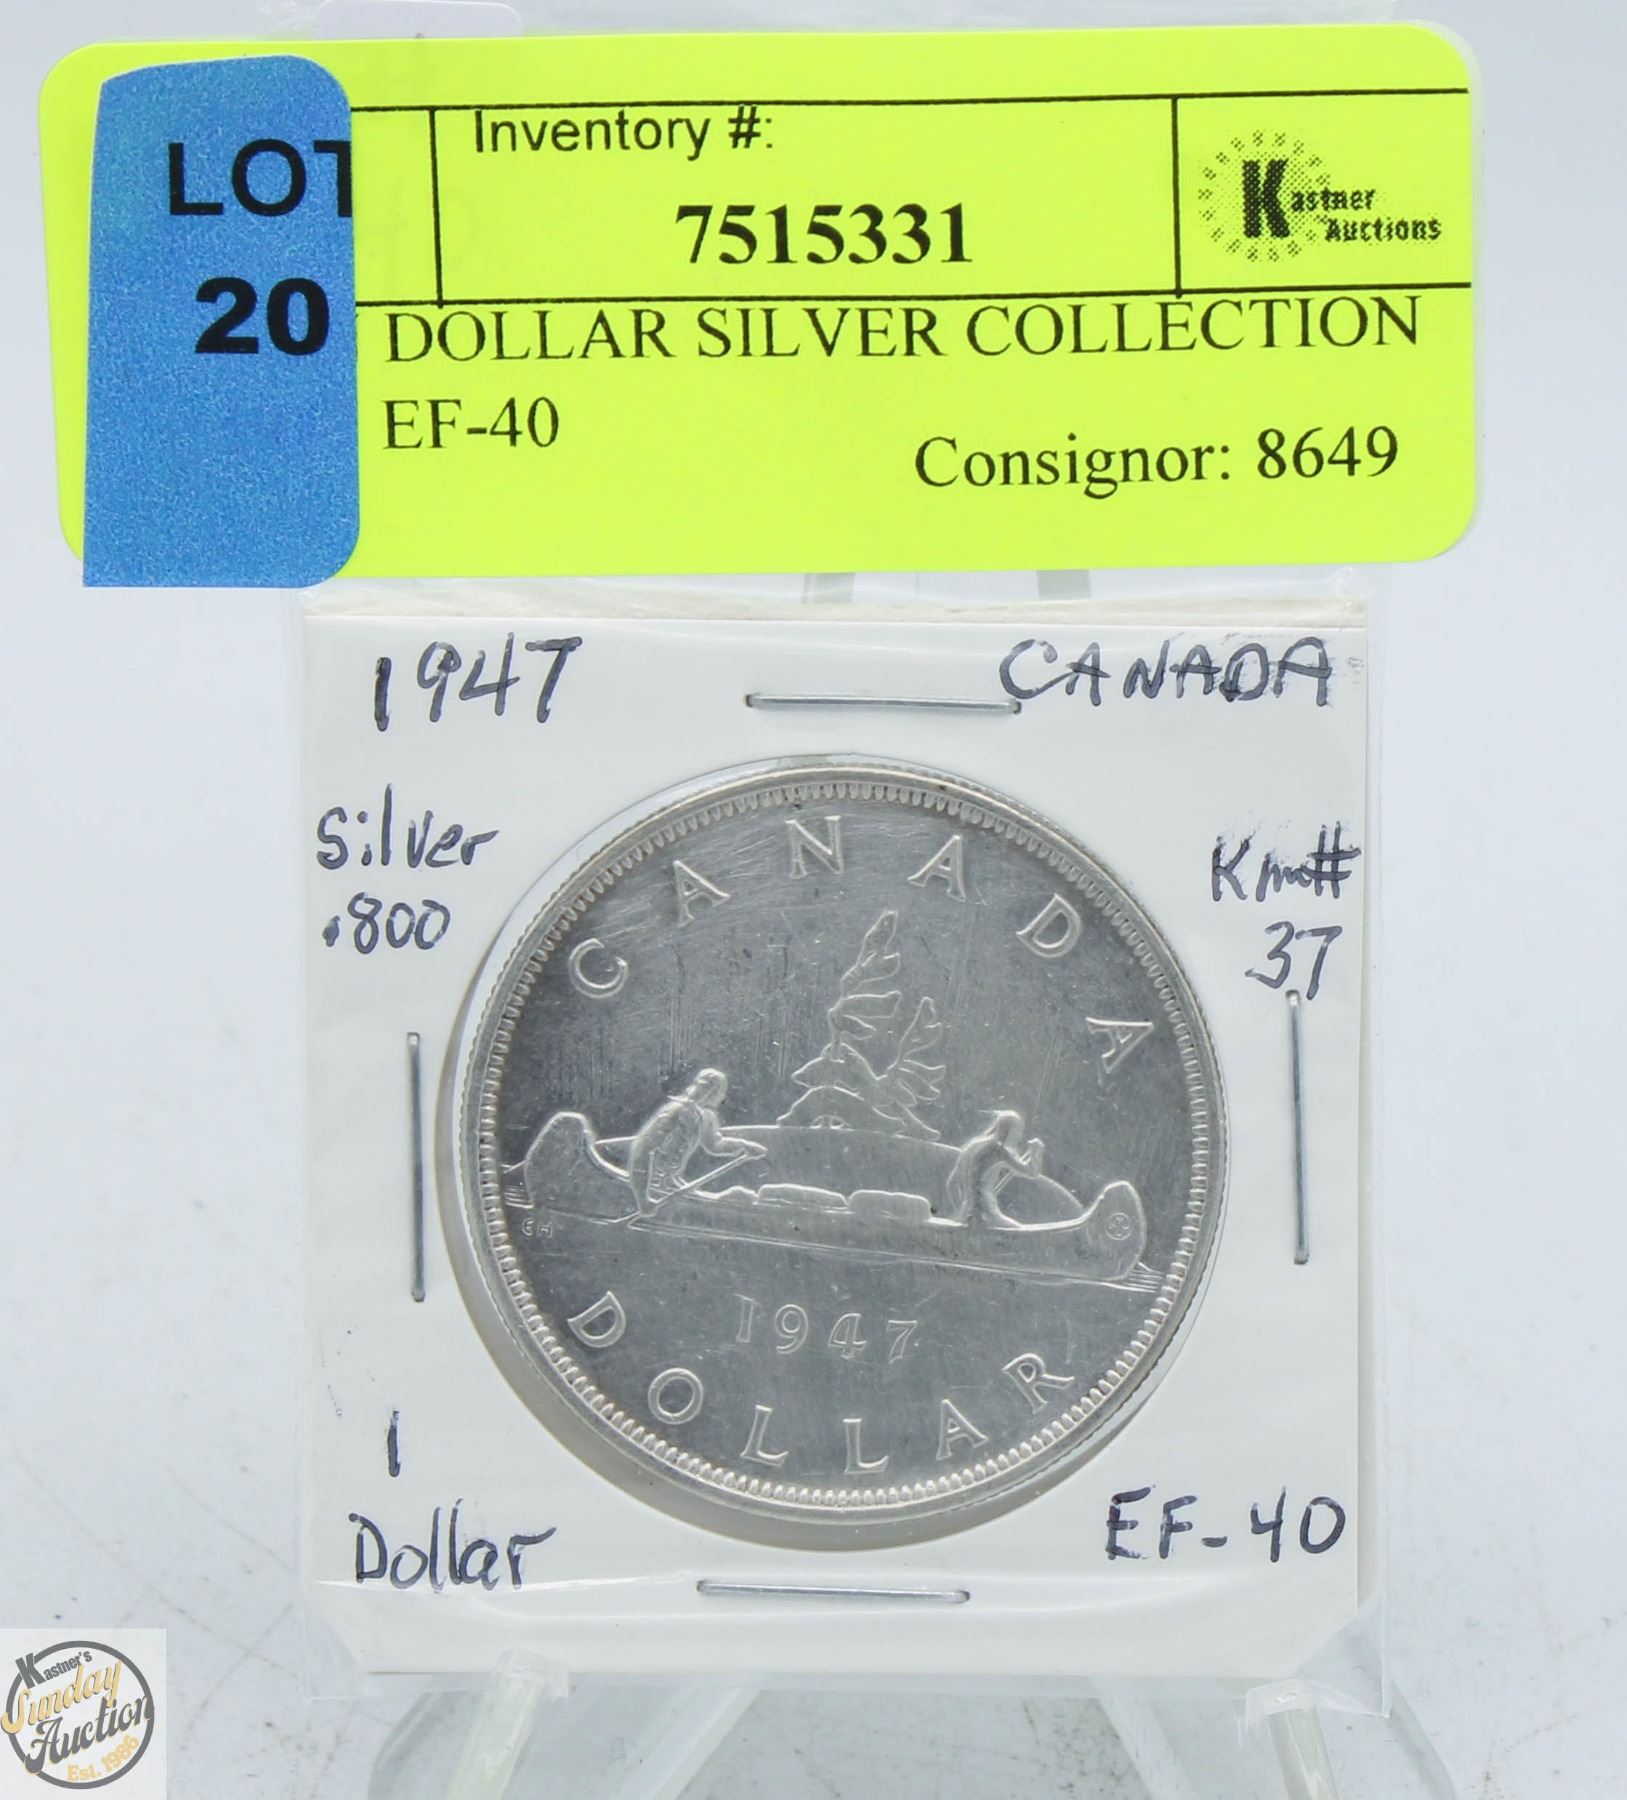 LOT
20
Inventory #:
7515331
Kastner
Auctions
DOLLAR SILVER COLLECTION
EF-40
Consignor: 8649
1947
CANADA
Silver
.800
Km#
37
CANADA
EH
1947
DOLLAR
1
Dollar
EF-40
Kastner's
Sunday
Auction
Est. 1986